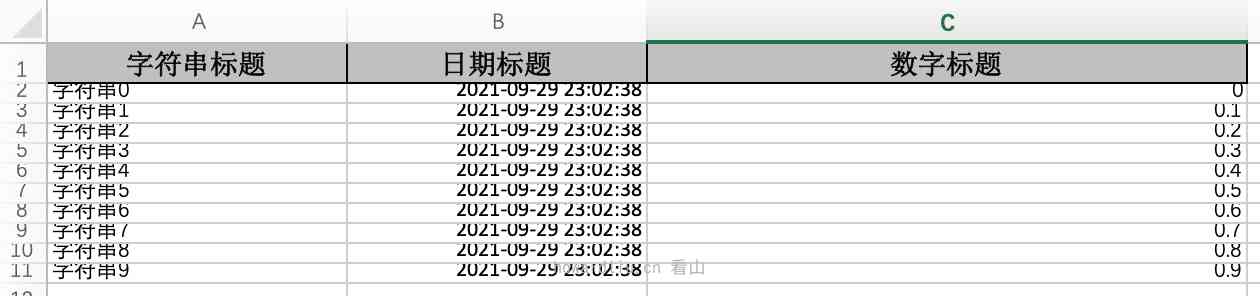 A B C
1 字符串标题 日期标题 数字标题
2 字符串0 2021-09-29 23:02:38 0
3 字符串1 2021-09-29 23:02:38 0.1
4 字符串2 2021-09-29 23:02:38 0.2
5 字符串3 2021-09-29 23:02:38 0.3
6 字符串4 2021-09-29 23:02:38 0.4
7 字符串5 2021-09-29 23:02:38 0.5
8 字符串6 2021-09-29 23:02:38 0.6
9 字符串7 2021-09-29 23:02:38 0.7
10 字符串8 2021-09-29 23:02:38 0.8
11 字符串9 2021-09-29 23:02:38 0.9
看山